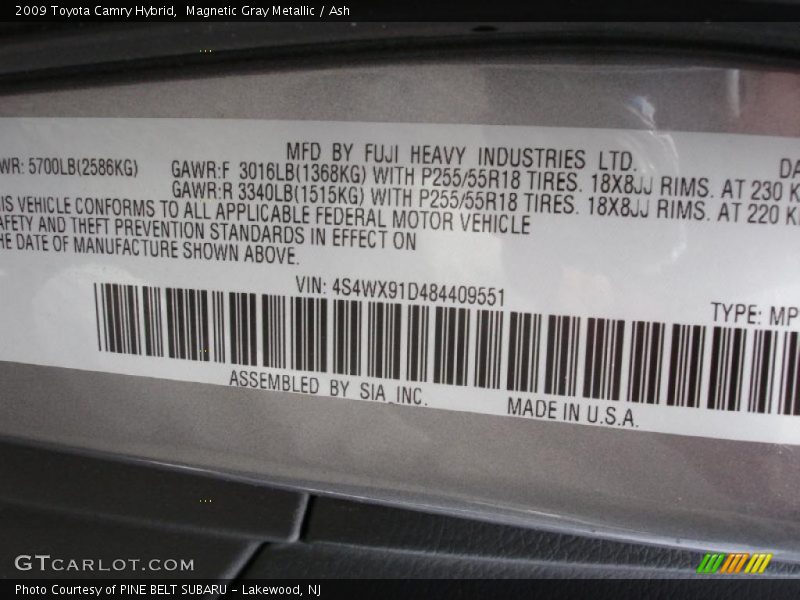 2009 Toyota Camry Hybrid,  Magnetic Gray Metallic / Ash
MFD BY FUJI HEAVY INDUSTRIES LTD.
WR: 5700LB(2586KG) GAWR:F 3016LB(1368KG) WITH P255/55R18 TIRES. 18X8JJ RIMS. AT 230 K
DA
GAWR:R 3340LB(1515KG) WITH P255/55R18 TIRES. 18X8JJ RIMS. AT 220 K
IS VEHICLE CONFORMS TO ALL APPLICABLE FEDERAL MOTOR VEHICLE
AFETY AND THEFT PREVENTION STANDARDS IN EFFECT ON
HE DATE OF MANUFACTURE SHOWN ABOVE.
VIN: 4S4WX91D484409551
TYPE: MP
ASSEMBLED BY SIA, INC.
MADE IN U.S.A.
GTCARLOT.COM
Photo Courtesy of PINE BELT SUBARU - Lakewood, NJ